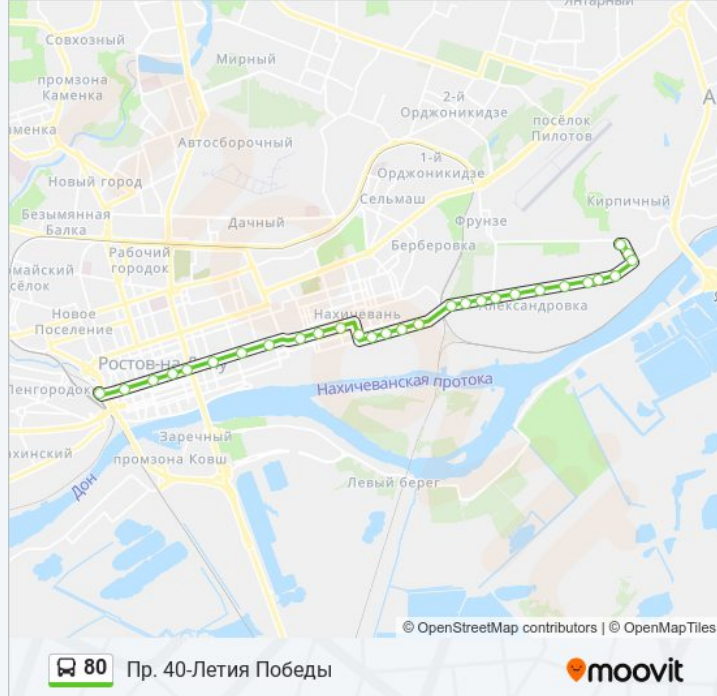 Янтарный
Совхозный
Мирный
промзона
Каменка
2-й
Орджоникидзе
посёлок
Пилотов
Автосборочный
1-й
Орджоникидзе
Новый город
Сельмаш
Кирпичный
Безымянная
Балка
Дачный
Фрунзе
Берберовка
Рабочий
городок
Новое
Поселение
Нахичевань
Александровка
Ростов-на-Дону
Нахичеванская протока
Заречный
промзона Ковш
Левый берег
Дон
© OpenStreetMap contributors | © OpenMapTiles
80 Пр. 40-Летия Победы
moovit